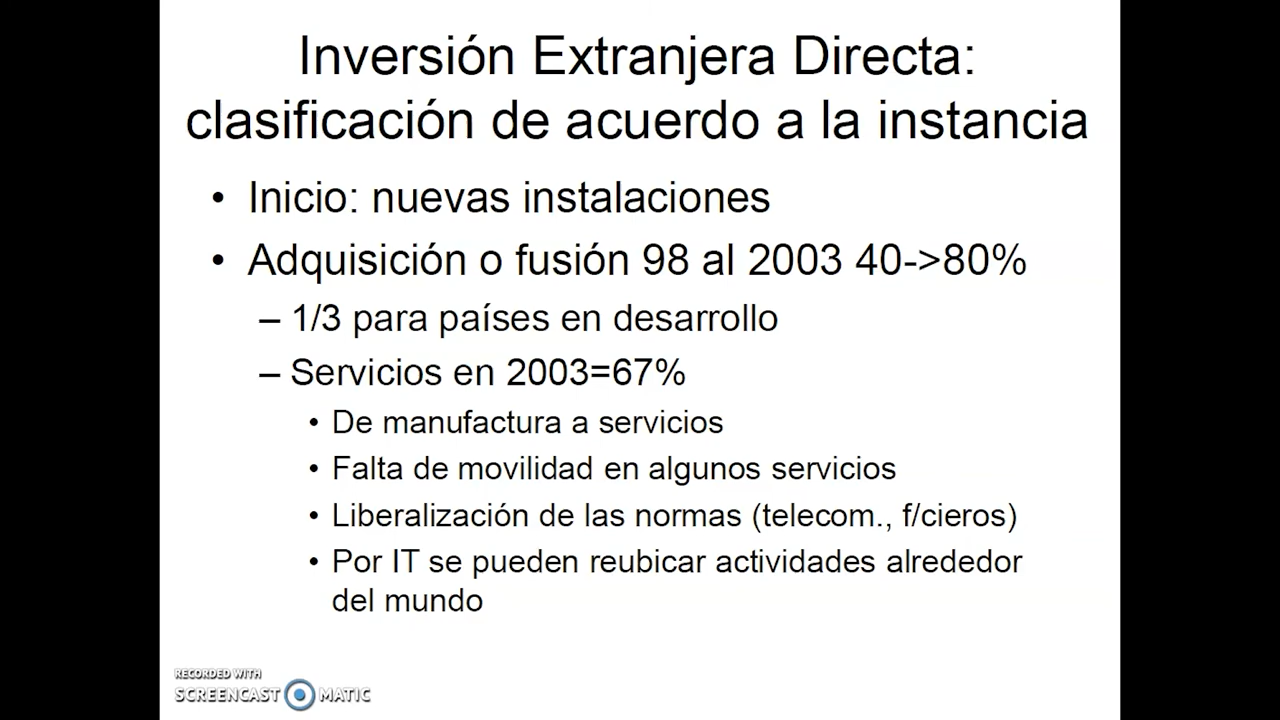 Inversión Extranjera Directa:
clasificación de acuerdo a la instancia
• Inicio: nuevas instalaciones
• Adquisición o fusión 98 al 2003 40->80%
– 1/3 para países en desarrollo
– Servicios en 2003=67%
• De manufactura a servicios
• Falta de movilidad en algunos servicios
• Liberalización de las normas (telecom., f/cieros)
• Por IT se pueden reubicar actividades alrededor
del mundo
RECORDED WITH
SCREENCAST MATIC